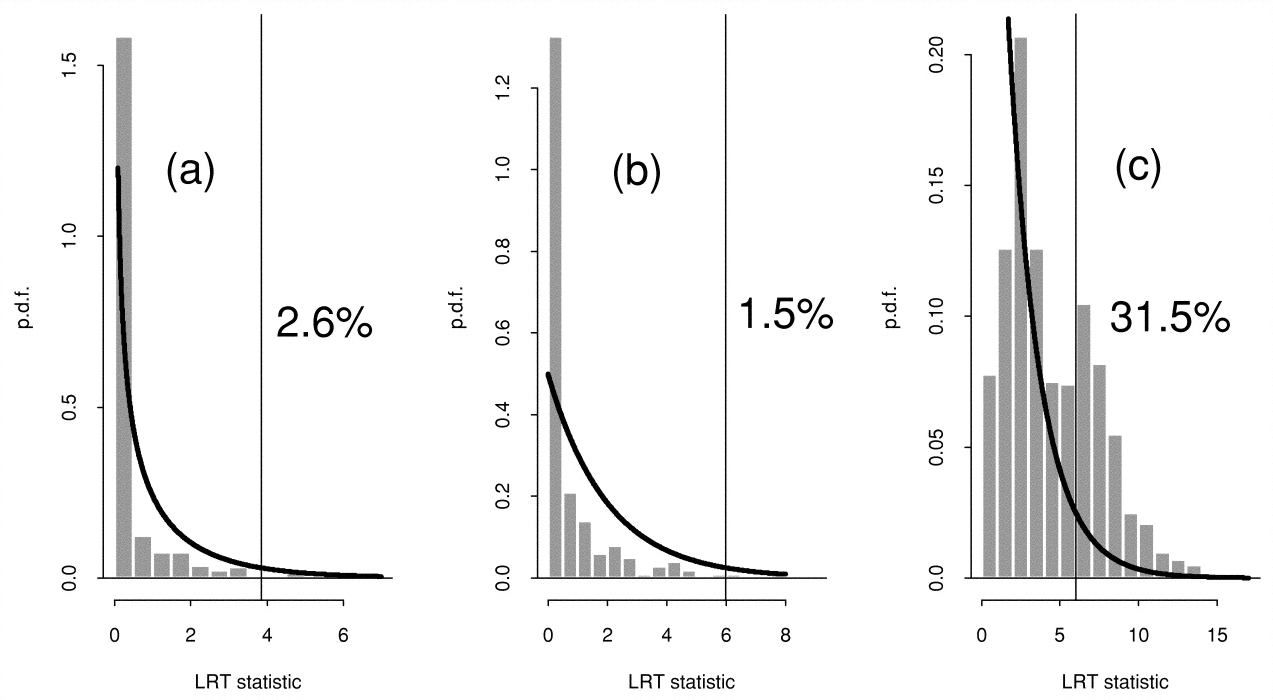 (a)
2.6%
p.d.f.
0.0
0.5
1.0
1.5
0 2 4 6
LRT statistic
(b)
1.5%
p.d.f.
0.0
0.2
0.4
0.6
0.8
1.0
1.2
0 2 4 6 8
LRT statistic
(c)
31.5%
p.d.f.
0.00
0.05
0.10
0.15
0.20
0 5 10 15
LRT statistic